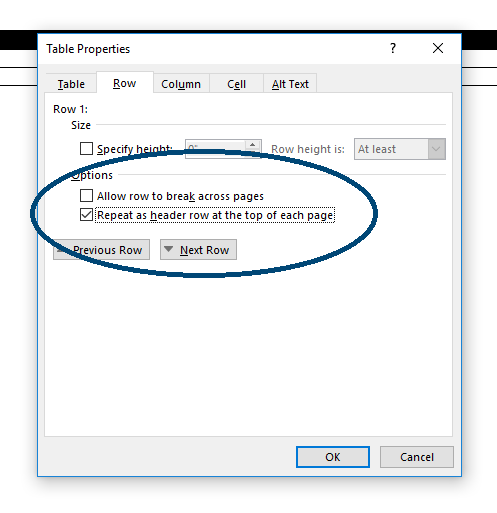 Table Properties ? ×
Table Row Column Cell Alt Text
Row 1:
Size
Specify height: 0" Row height is: At least
Options
Allow row to break across pages
Repeat as header row at the top of each page
Previous Row Next Row
OK Cancel